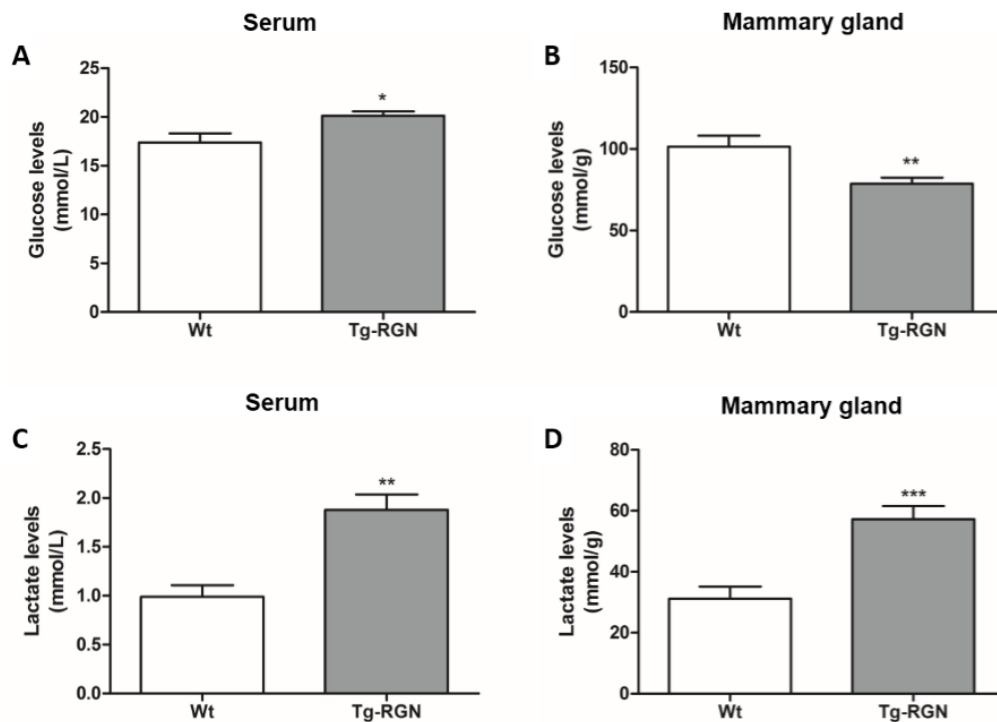 Serum
A
Glucose levels
(mmol/L)
25
20
15
10
5
0
*
Wt
Tg-RGN
Mammary gland
B
Glucose levels
(mmol/g)
150
100
50
0
**
Wt
Tg-RGN
Serum
C
Lactate levels
(mmol/L)
2.5
2.0
1.5
1.0
0.5
0.0
**
Wt
Tg-RGN
Mammary gland
D
Lactate levels
(mmol/g)
80
60
40
20
0
***
Wt
Tg-RGN